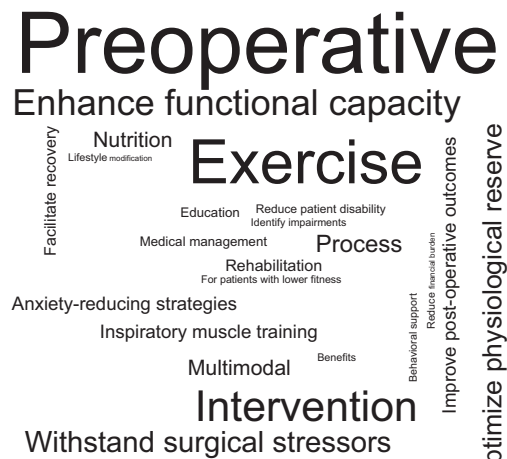 Preoperative
Enhance functional capacity
Facilitate recovery
Nutrition
Lifestyle modification
Exercise
Education
Reduce patient disability
Identify impairments
Medical management
Process
Rehabilitation
For patients with lower fitness
Anxiety-reducing strategies
Inspiratory muscle training
Multimodal
Benefits
Behavioral support
Reduce financial burden
Improve post-operative outcomes
ptimize physiological reserve
Intervention
Withstand surgical stressors